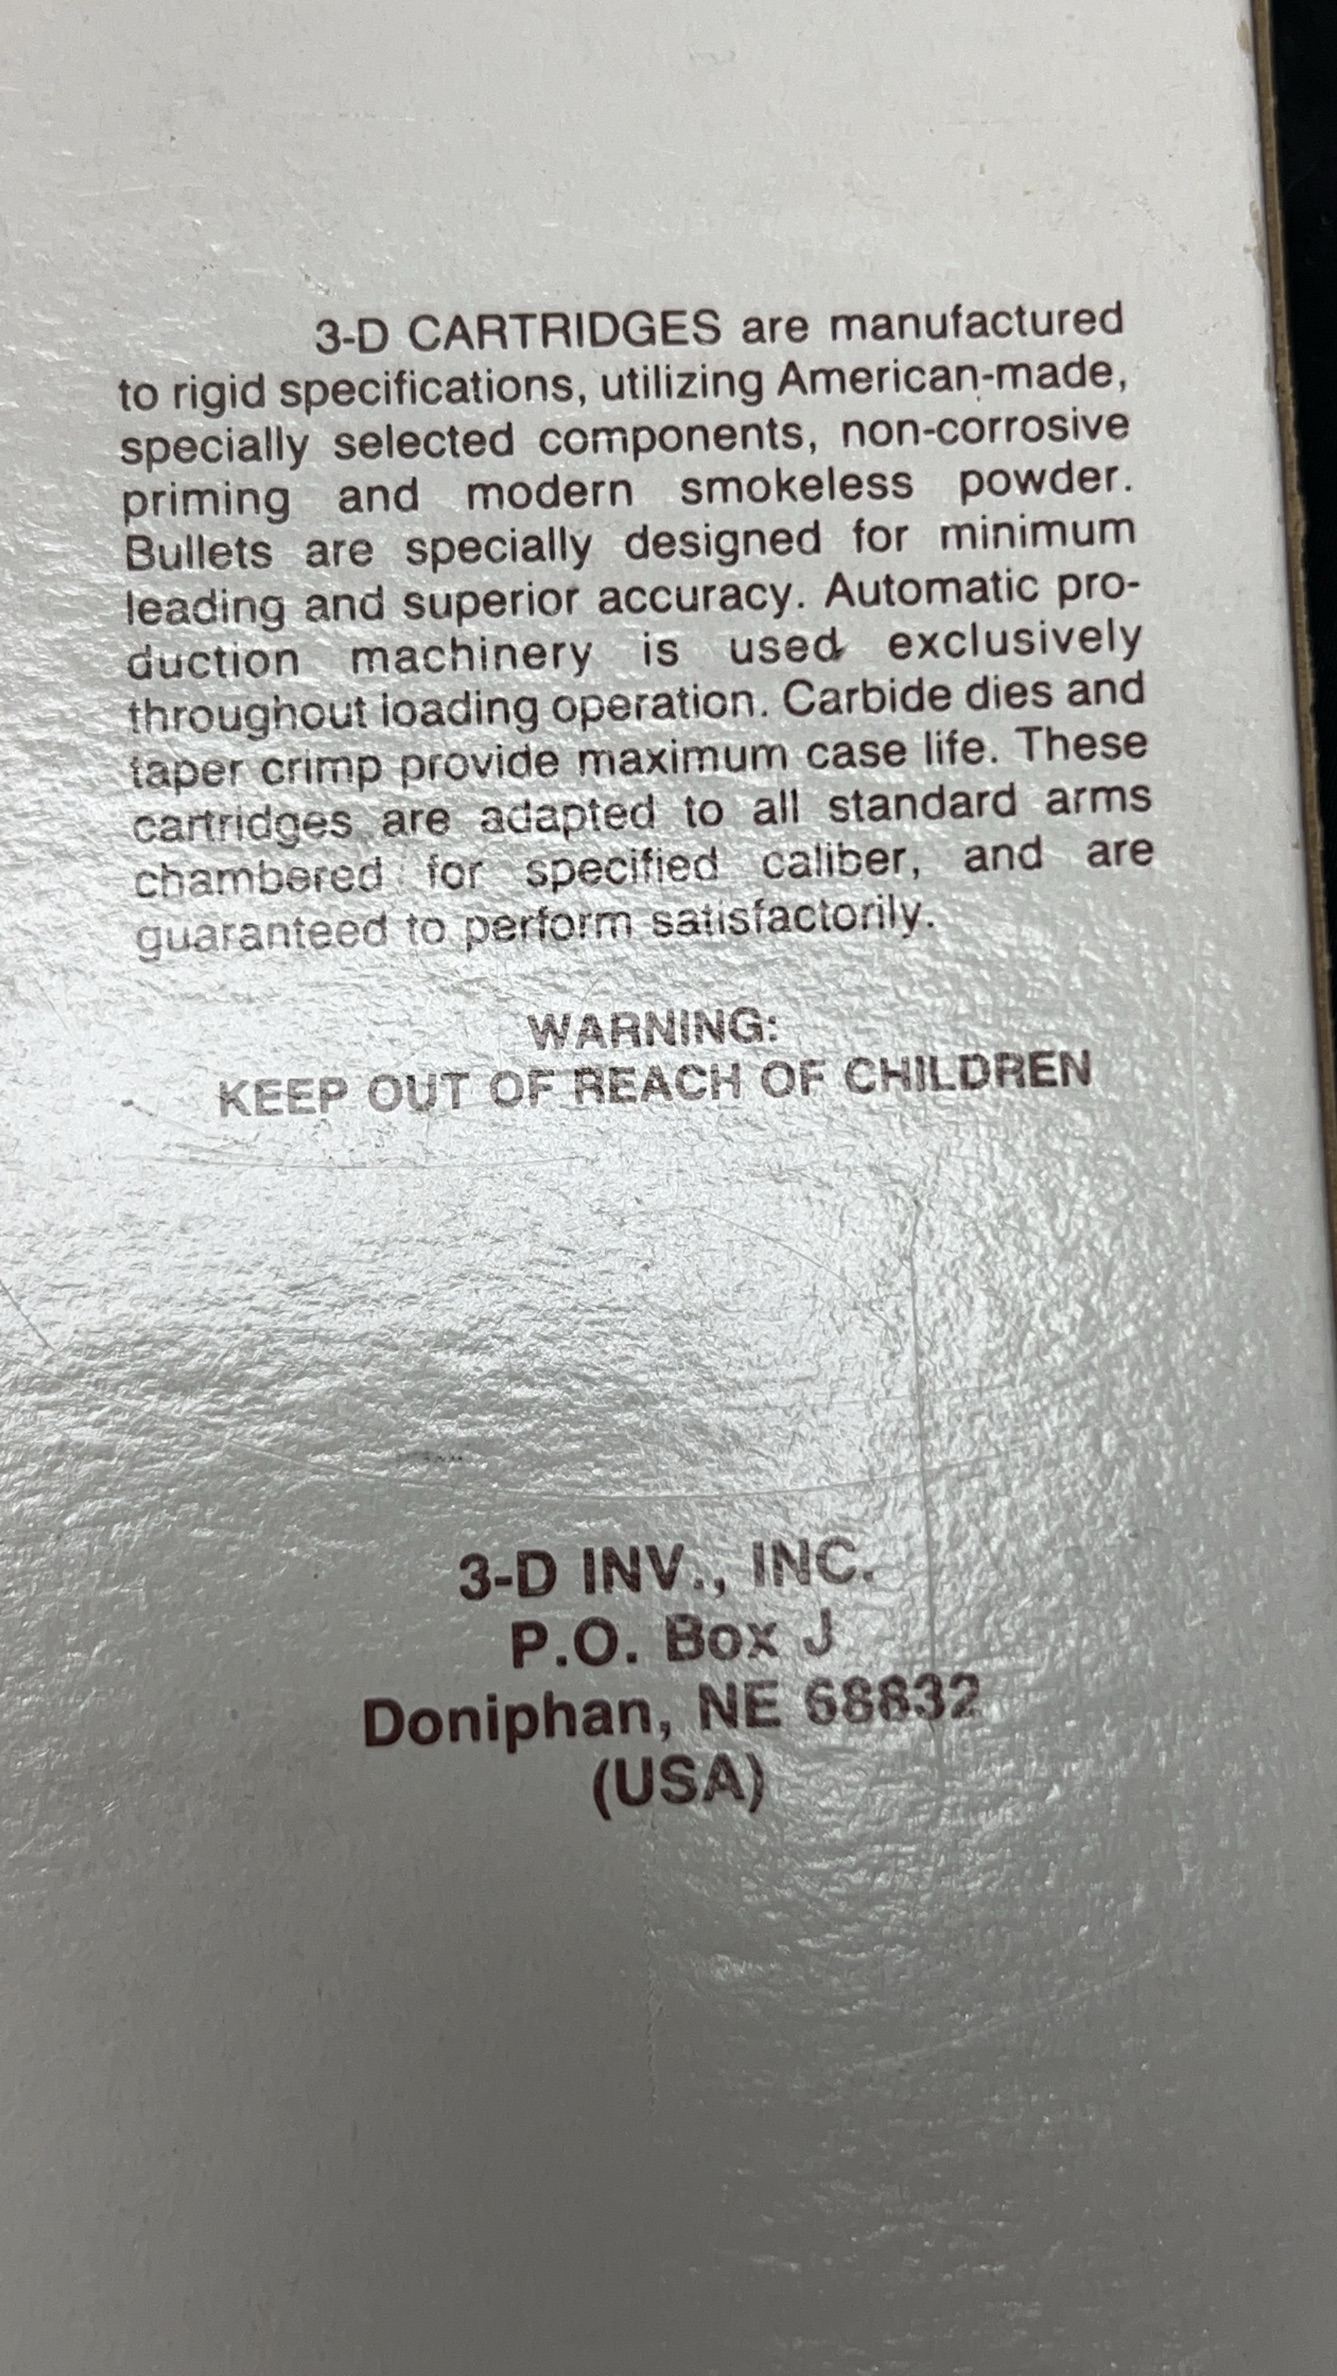 3-D CARTRIDGES are manufactured
to rigid specifications, utilizing American-made,
specially selected components, non-corrosive
priming and modern smokeless powder.
Bullets are specially designed for minimum
leading and superior accuracy. Automatic pro-
duction machinery is used exclusively
throughout loading operation. Carbide dies and
taper crimp provide maximum case life. These
cartridges are adapted to all standard arms
chambered for specified caliber, and are
guaranteed to perform satisfactorily.
WARNING:
KEEP OUT OF REACH OF CHILDREN
3-D INV., INC.
P.O. Box J
Doniphan, NE 68832
(USA)